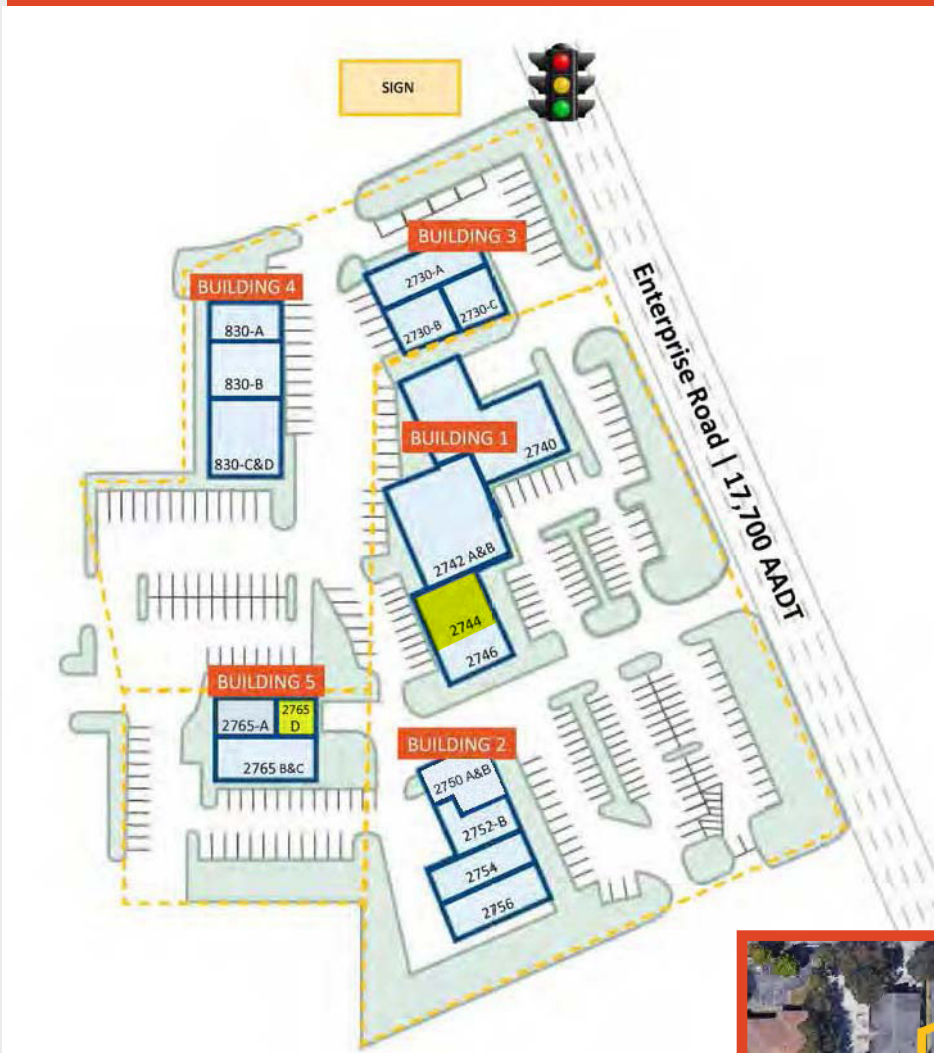 SIGN
BUILDING 3
2730-A
2730-B
2730-C
BUILDING 4
830-A
830-B
830-C&D
Enterprise Road | 17,700 AADT
BUILDING 1
2740
2742 A&B
2744
2746
BUILDING 5
2765-A
2765
D
2765 B&C
BUILDING 2
2750 A&B
2752-B
2754
2756